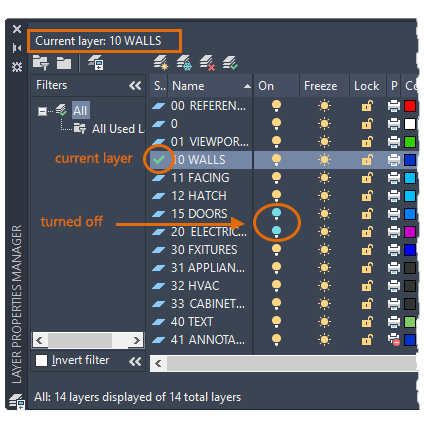 Current layer: 10 WALLS
Filters
S.. Name On Freeze Lock P Co
All
All Used L
00 REFEREN...
0
01 VIEWPOR...
current layer
10 WALLS
11 FACING
12 HATCH
turned off
15 DOORS
20 ELECTRIC...
30 FXITURES
31 APPLIAN...
32 HVAC
33 CABINET...
40 TEXT
41 ANNOTA...
Invert filter
All: 14 layers displayed of 14 total layers
LAYER PROPERTIES MANAGER